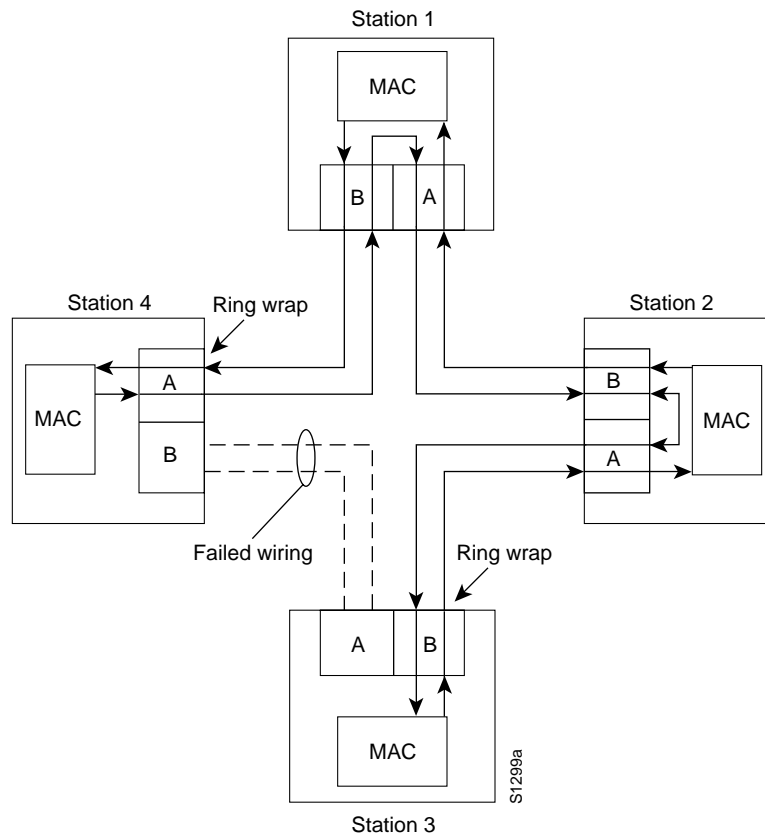 Station 1
MAC
B
A
Station 4
Ring wrap
Station 2
A
B
MAC
MAC
B
A
Failed wiring
Ring wrap
A
B
MAC
S1299a
Station 3